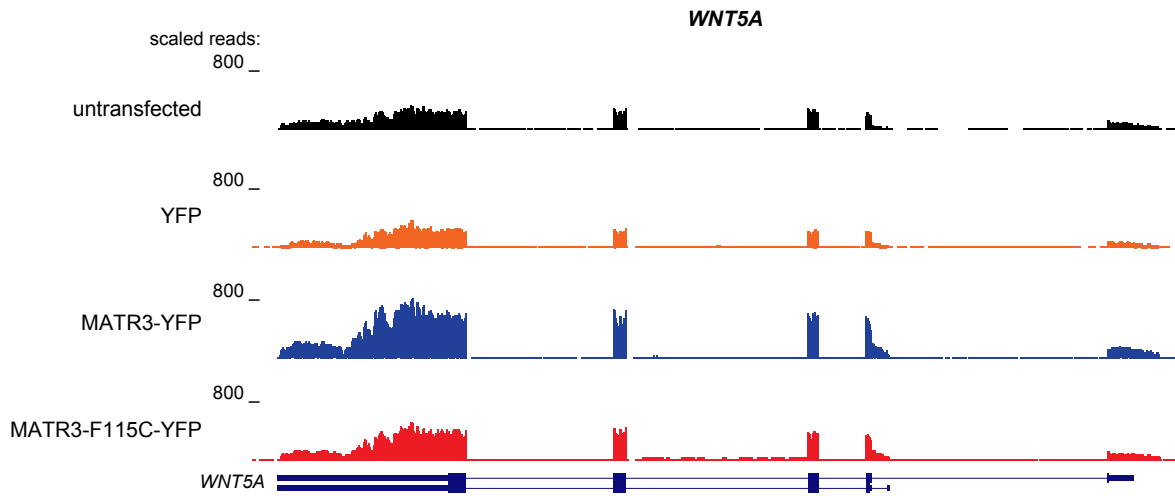 WNT5A
scaled reads:
800
untransfected
800
YFP
800
MATR3-YFP
800
MATR3-F115C-YFP
WNT5A